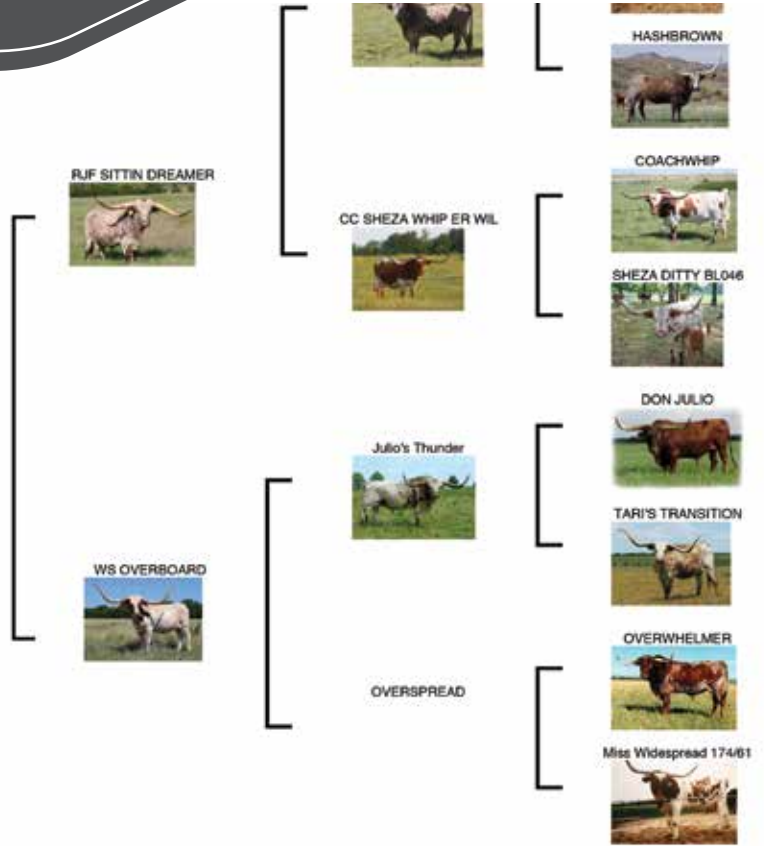 HASHBROWN
COACHWHIP
RJF SITTIN DREAMER
CC SHEZA WHIP ER WIL
SHEZA DITTY BL046
DON JULIO
Julio's Thunder
TARI'S TRANSITION
WS OVERBOARD
OVERWHELMER
OVERSPREAD
Miss Widespread 174/61